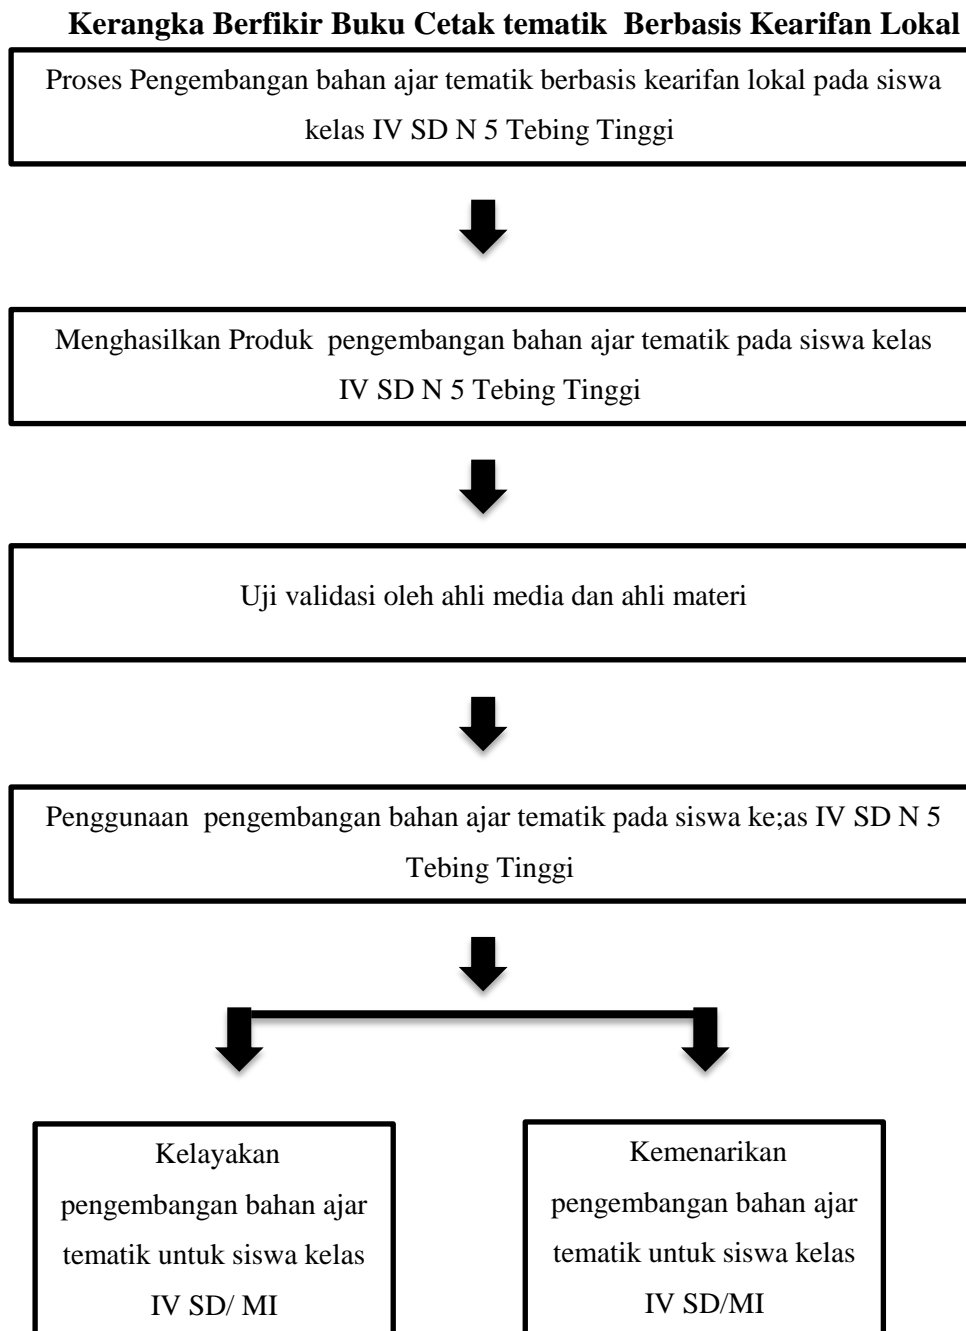 Kerangka Berfikir Buku Cetak tematik  Berbasis Kearifan Lokal
Proses Pengembangan bahan ajar tematik berbasis kearifan lokal pada siswa
kelas IV SD N 5 Tebing Tinggi
Menghasilkan Produk  pengembangan bahan ajar tematik pada siswa kelas
IV SD N 5 Tebing Tinggi
Uji validasi oleh ahli media dan ahli materi
Penggunaan  pengembangan bahan ajar tematik pada siswa ke;as IV SD N 5
Tebing Tinggi
Kelayakan
pengembangan bahan ajar
tematik untuk siswa kelas
IV SD/ MI
Kemenarikan
pengembangan bahan ajar
tematik untuk siswa kelas
IV SD/MI